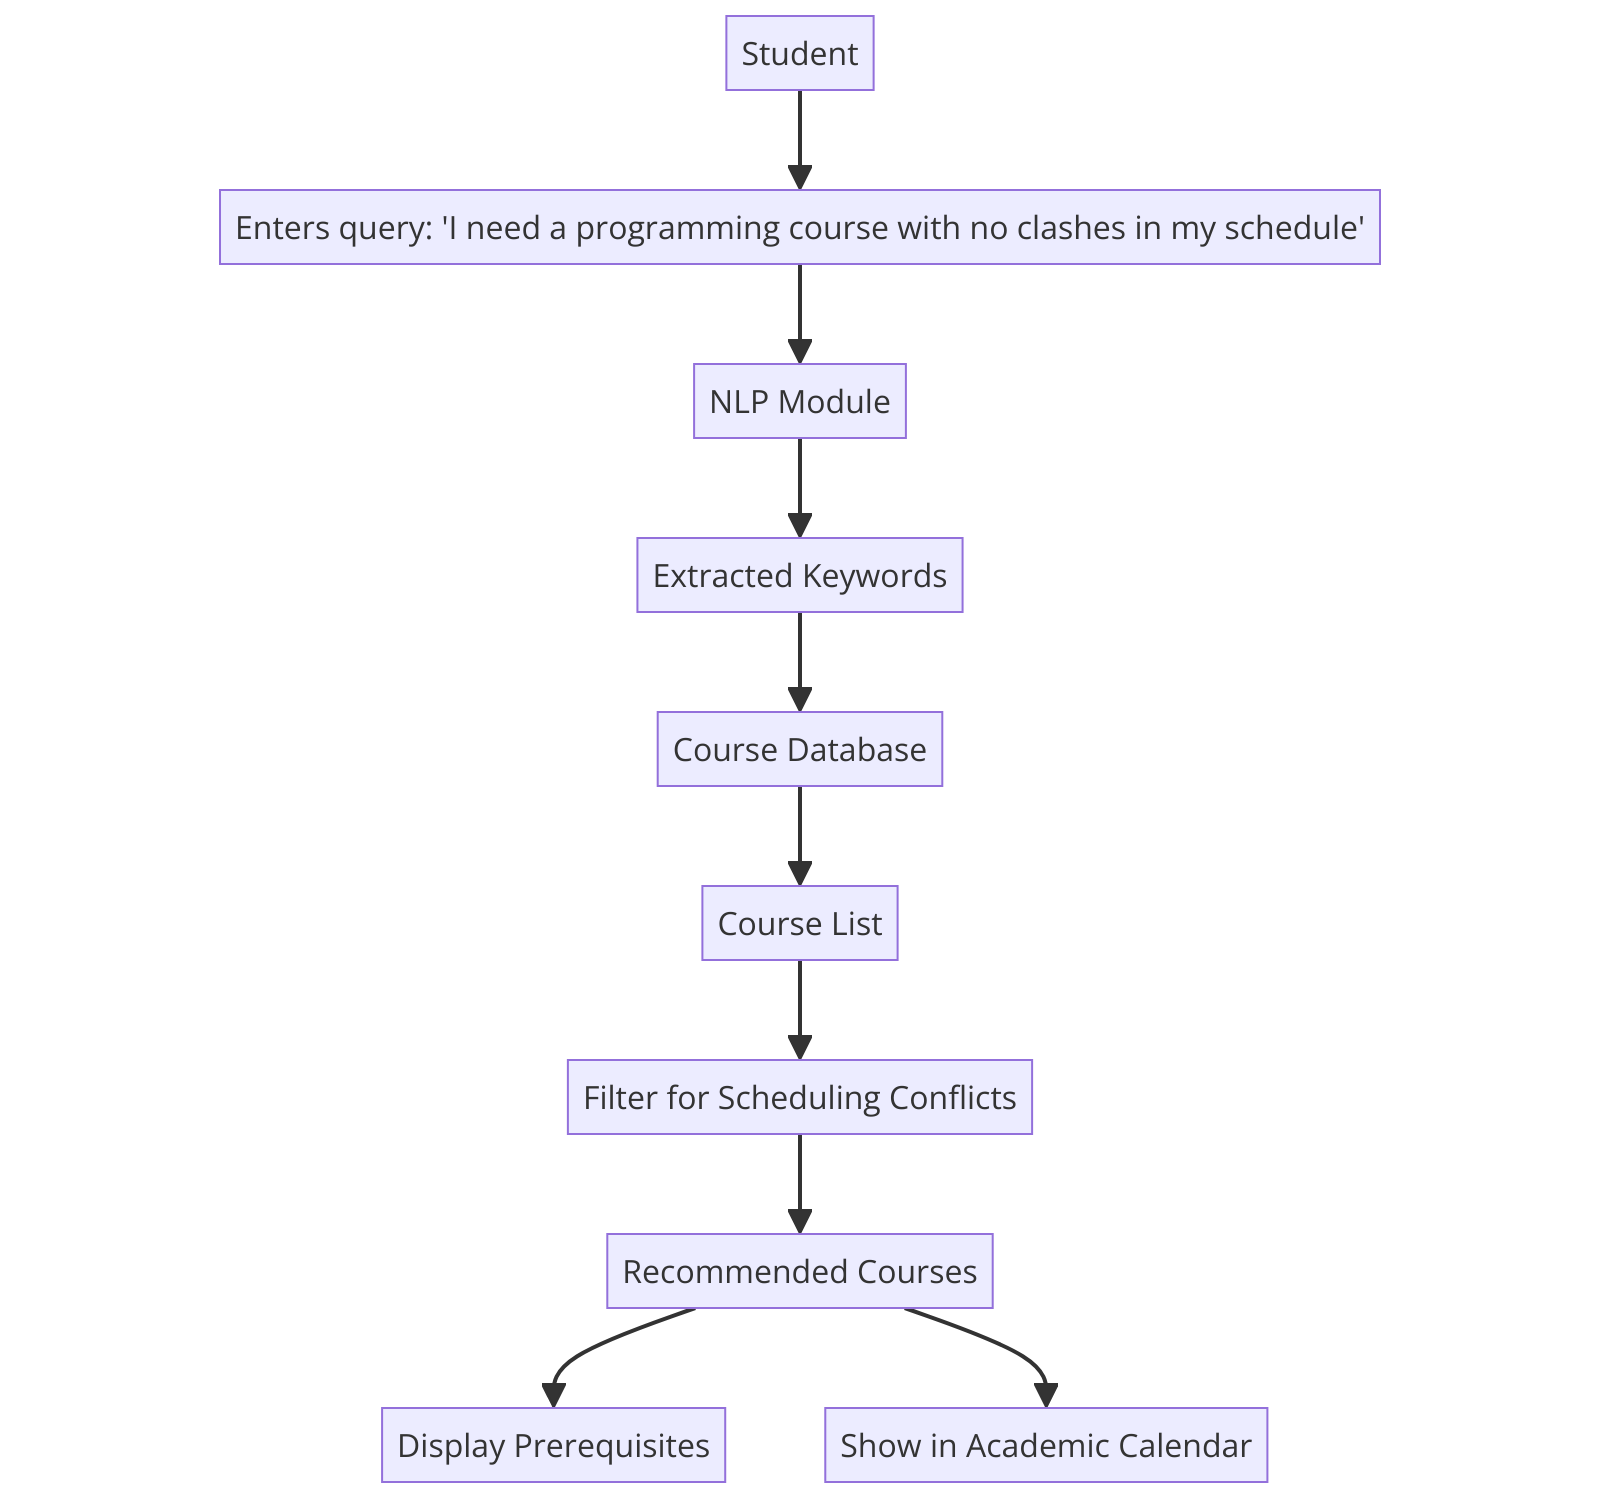 Student
Enters query: 'I need a programming course with no clashes in my schedule'
NLP Module
Extracted Keywords
Course Database
Course List
Filter for Scheduling Conflicts
Recommended Courses
Display Prerequisites
Show in Academic Calendar